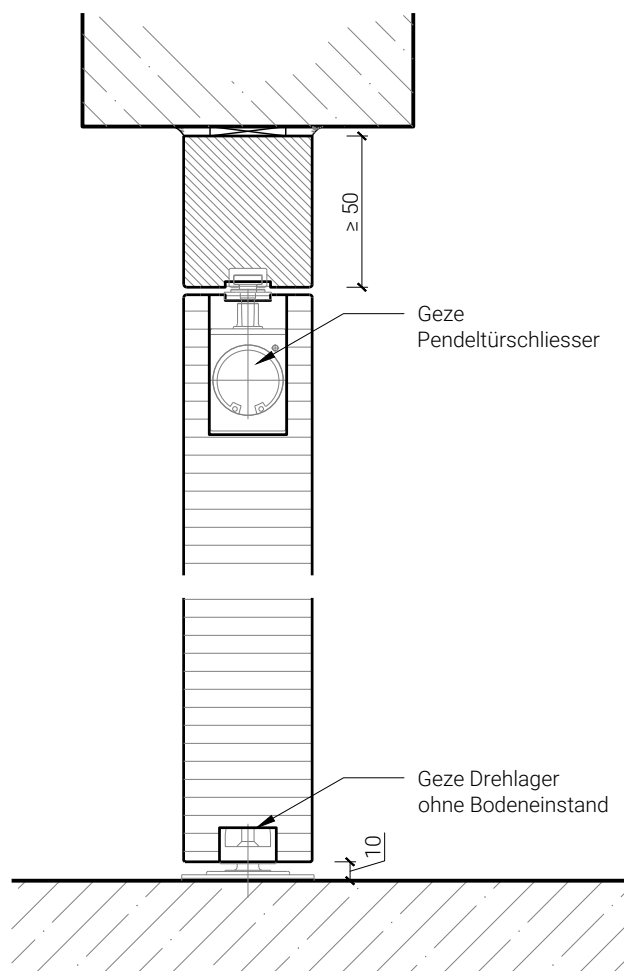 ≥ 50
Geze
Pendeltürschliesser
Geze Drehlager
ohne Bodeneinstand
10